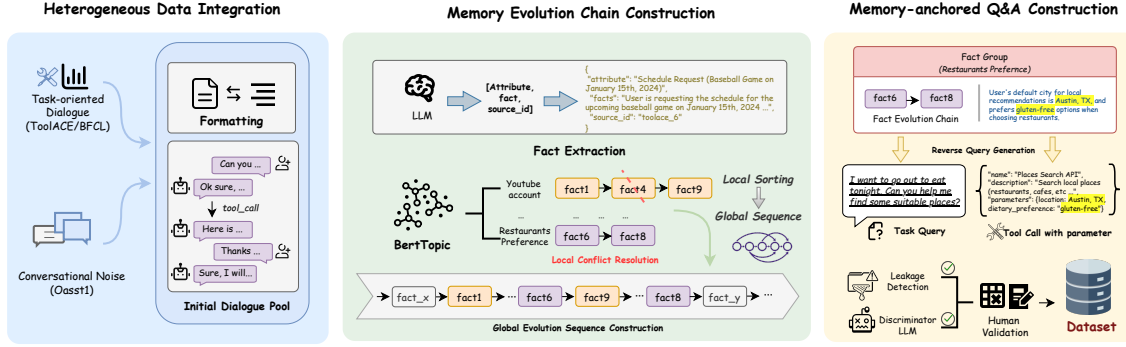 Heterogeneous Data Integration
Task-oriented
Dialogue
(ToolACE/BFCL)
Conversational Noise
(Oasst1)
Formatting
Can you ...
Ok sure, ...
tool_call
Here is ...
Thanks ...
Sure, I will...
Initial Dialogue Pool
Memory Evolution Chain Construction
LLM
[Attribute,
fact,
source_id]
{
"attribute": "Schedule Request (Baseball Game on
January 15th, 2024)",
"facts": "User is requesting the schedule for the
upcoming baseball game on January 15th, 2024 ...",
"source_id": "toolace_6"
}
Fact Extraction
BertTopic
Youtube
account
fact1
fact4
fact9
...
...
Restaurants
Preference
fact6
fact8
Local Conflict Resolution
Local Sorting
Global Sequence
fact_x
fact1
...
fact6
fact9
...
fact8
fact_y
...
Global Evolution Sequence Construction
Memory-anchored Q&A Construction
Fact Group
(Restaurants Prefernce)
fact6
fact8
Fact Evolution Chain
User's default city for local
recommendations is Austin, TX, and
prefers gluten-free options when
choosing restaurants.
Reverse Query Generation
I want to go out to eat
tonight. Can you help me
find some suitable places?
Task Query
{
"name": "Places Search API",
"description": "Search local places
(restaurants, cafes, etc ...",
"parameters": {location: Austin, TX,
dietary_preference: "gluten-free"}
Tool Call with parameter
Leakage
Detection
Discriminator
LLM
Human
Validation
Dataset